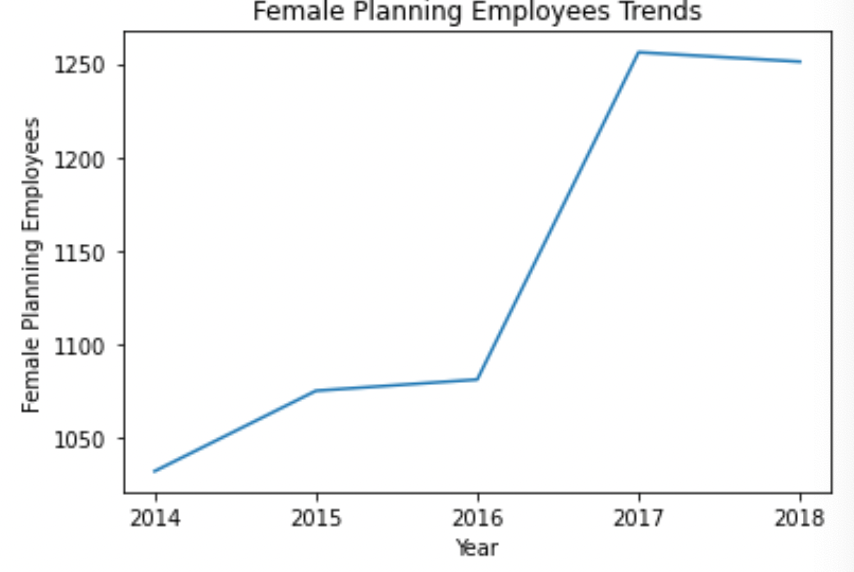 Female Planning Employees Trends
Female Planning Employees
1250
1200
1150
1100
1050
2014 2015 2016 2017 2018
Year